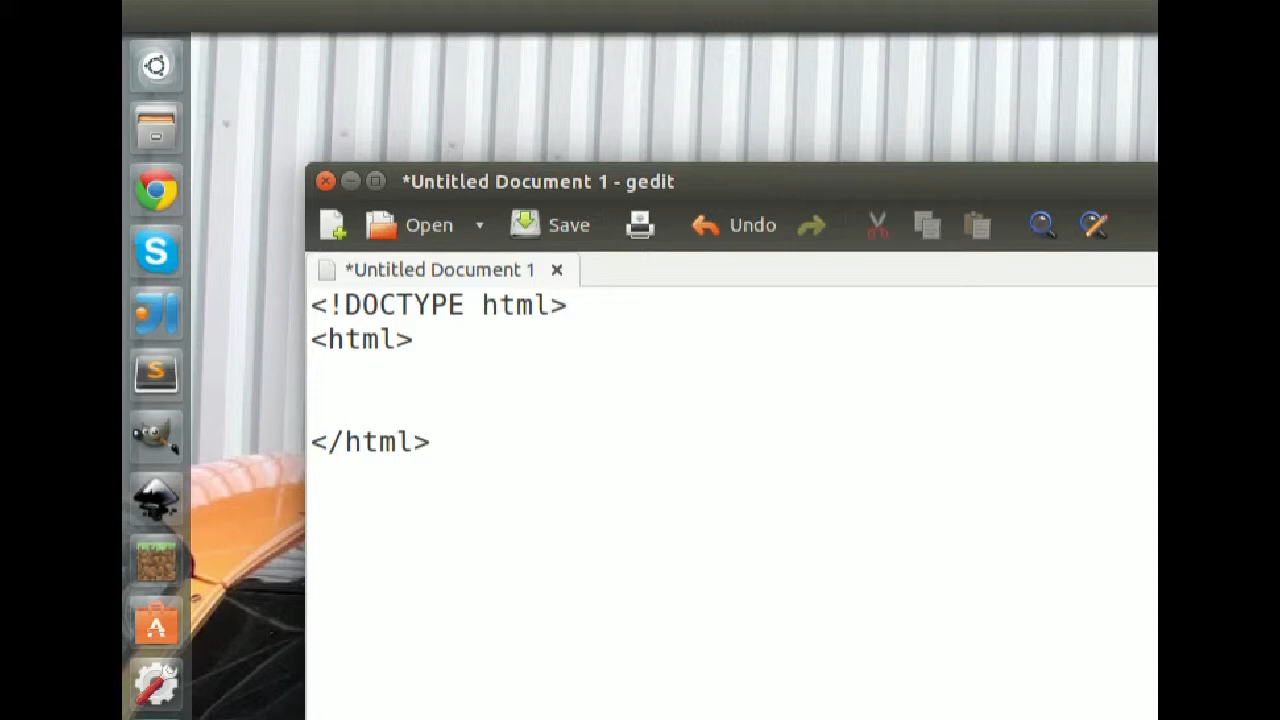 *Untitled Document 1 - gedit
Open Save Undo
*Untitled Document 1
<!DOCTYPE html>
<html>
</html>